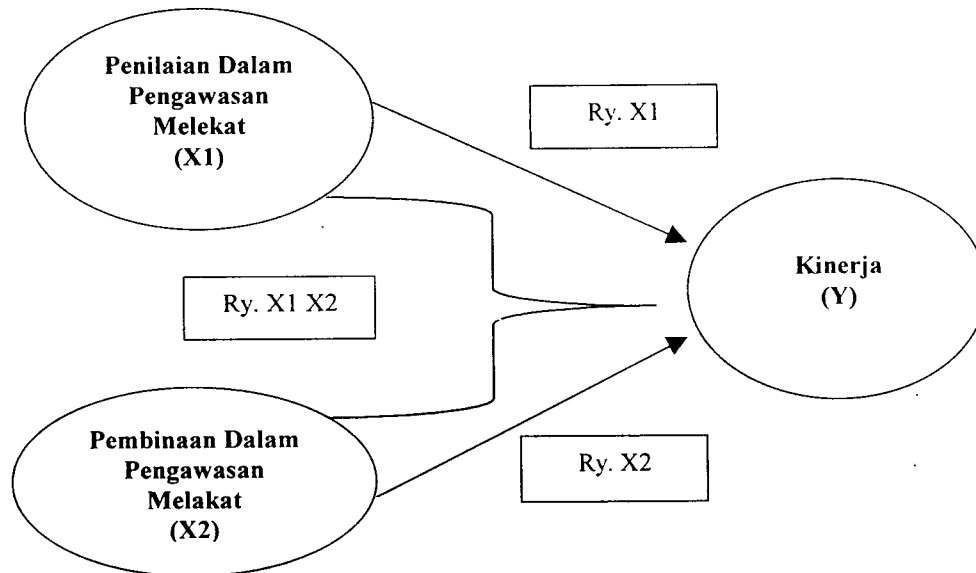 Penilaian Dalam
Pengawasan
Melekat
(X1)
Ry. X1
Kinerja
(Y)
Ry. X1 X2
Pembinaan Dalam
Pengawasan
Melakat
(X2)
Ry. X2